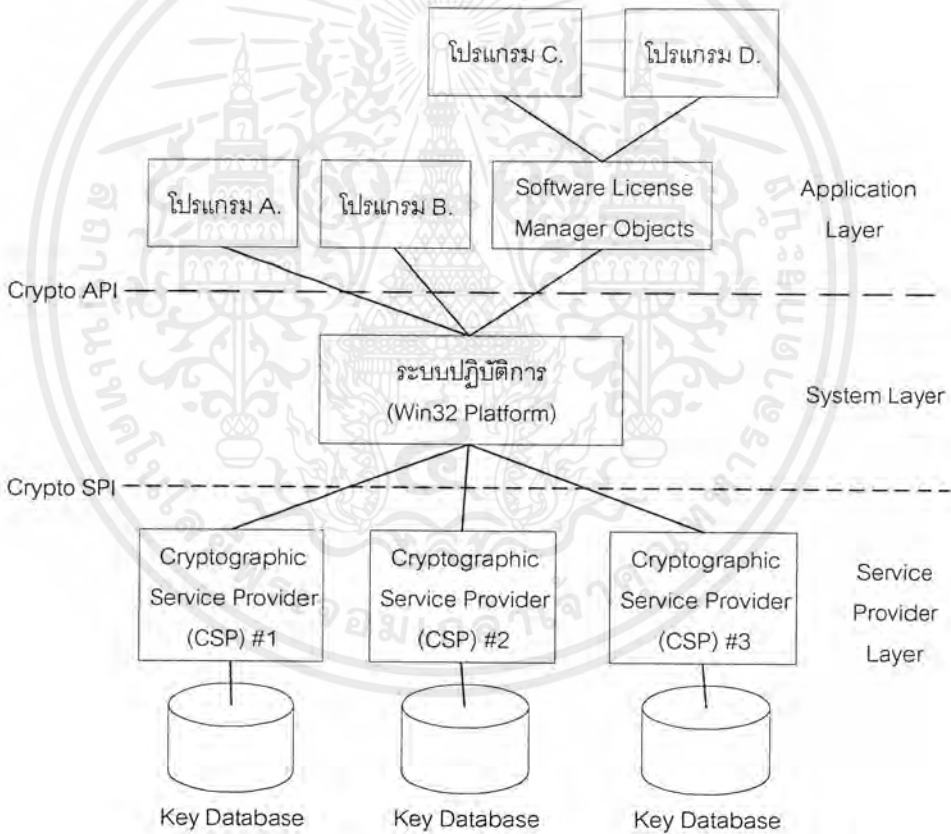 โปรแกรม C.
โปรแกรม D.
โปรแกรม A.
โปรแกรม B.
Software License
Manager Objects
Application
Layer
Crypto API
ระบบปฏิบัติการ
(Win32 Platform)
System Layer
Crypto SPI
Cryptographic
Service Provider
(CSP) #1
Cryptographic
Service Provider
(CSP) #2
Cryptographic
Service Provider
(CSP) #3
Service
Provider
Layer
Key Database
Key Database
Key Database